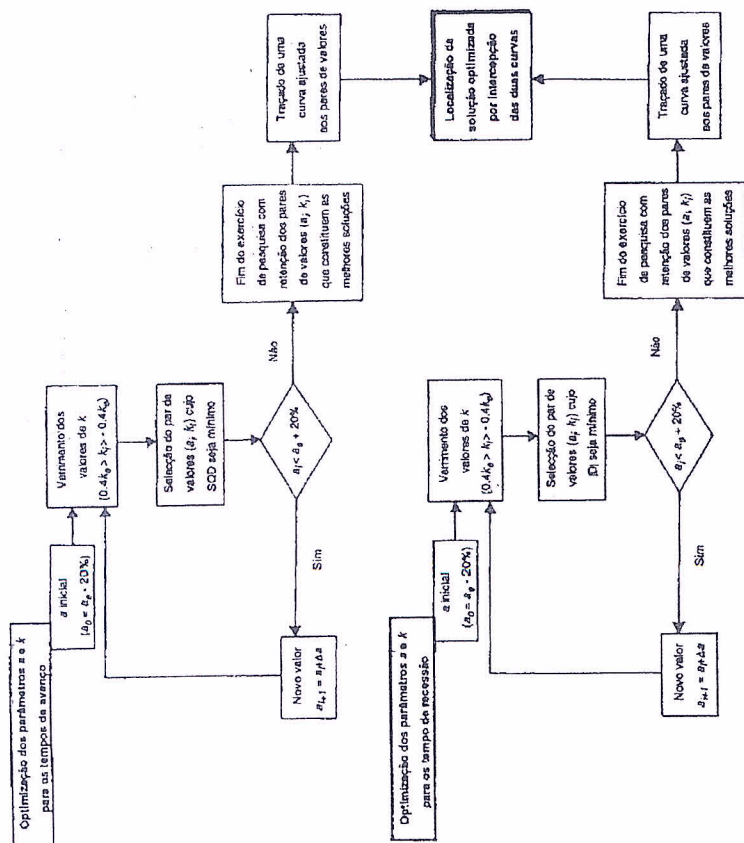 Optimização dos parâmetros a e k
para os tempos de avanço
a inicial
(a0 = ae - 20%)
Varrimento dos
valores de k
(0.4ke > ki > - 0.4ke)
Selecção do par de
valores (ai ki) cujo
SQD seja mínimo
ai < ae + 20%
Sim
Não
Novo valor
ai+1 = ai+Δa
Fim do exercício
de pesquisa com
retenção dos pares
de valores (ai ki)
que constituem as
melhores soluções
Traçado de uma
curva ajustada
aos pares de valores
Localização da
solução optimizada
por intercepção
das duas curvas
Optimização dos parâmetros a e k
para os tempo de recessão
a inicial
(a0 = ae - 20%)
Varrimento dos
valores de k
(0.4ke > ki > - 0.4ke)
Selecção do par de
valores (ai ki) cujo
seja mínimo
ai < ae + 20%
Sim
Não
Novo valor
ai+1 = ai+Δa
Fim do exercício
de pesquisa com
retenção dos pares
de valores (ai ki)
que constituem as
melhores soluções
Traçado de uma
curva ajustada
aos pares de valores